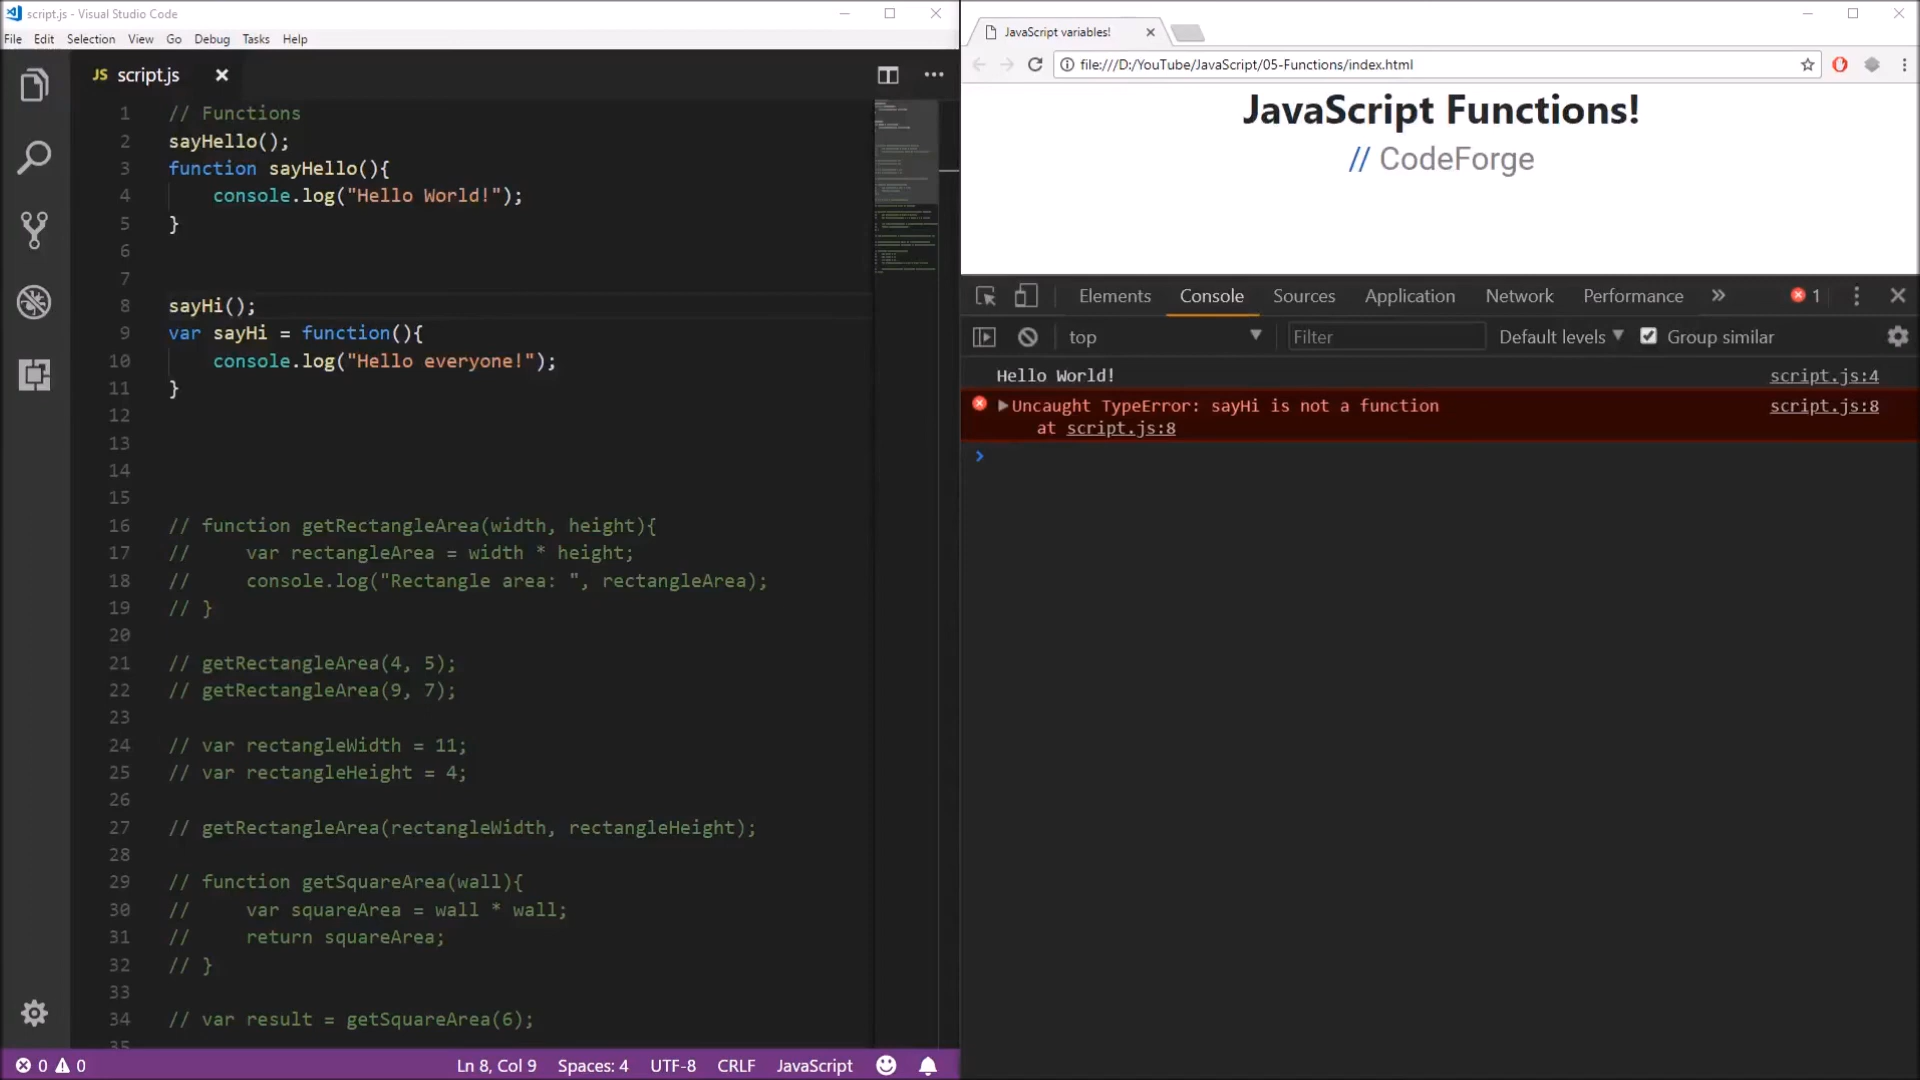 script.js - Visual Studio Code
File Edit Selection View Go Debug Tasks Help
JS script.js
1 // Functions
2 sayHello();
3 function sayHello(){
4 console.log("Hello World!");
5 }
6
7
8 sayHi();
9 var sayHi = function(){
10 console.log("Hello everyone!");
11 }
12
13
14
15
16 // function getRectangleArea(width, height){
17 // var rectangleArea = width * height;
18 // console.log("Rectangle area: ", rectangleArea);
19 // }
20
21 // getRectangleArea(4, 5);
22 // getRectangleArea(9, 7);
23
24 // var rectangleWidth = 11;
25 // var rectangleHeight = 4;
26
27 // getRectangleArea(rectangleWidth, rectangleHeight);
28
29 // function getSquareArea(wall){
30 // var squareArea = wall * wall;
31 // return squareArea;
32 // }
33
34 // var result = getSquareArea(6);
35
0 0 Ln 8, Col 9 Spaces: 4 UTF-8 CRLF JavaScript
JavaScript variables!
file:///D:/YouTube/JavaScript/05-Functions/index.html
JavaScript Functions!
// CodeForge
Elements Console Sources Application Network Performance » 1
top Filter Default levels Group similar
Hello World! script.js:4
Uncaught TypeError: sayHi is not a function script.js:8
at script.js:8